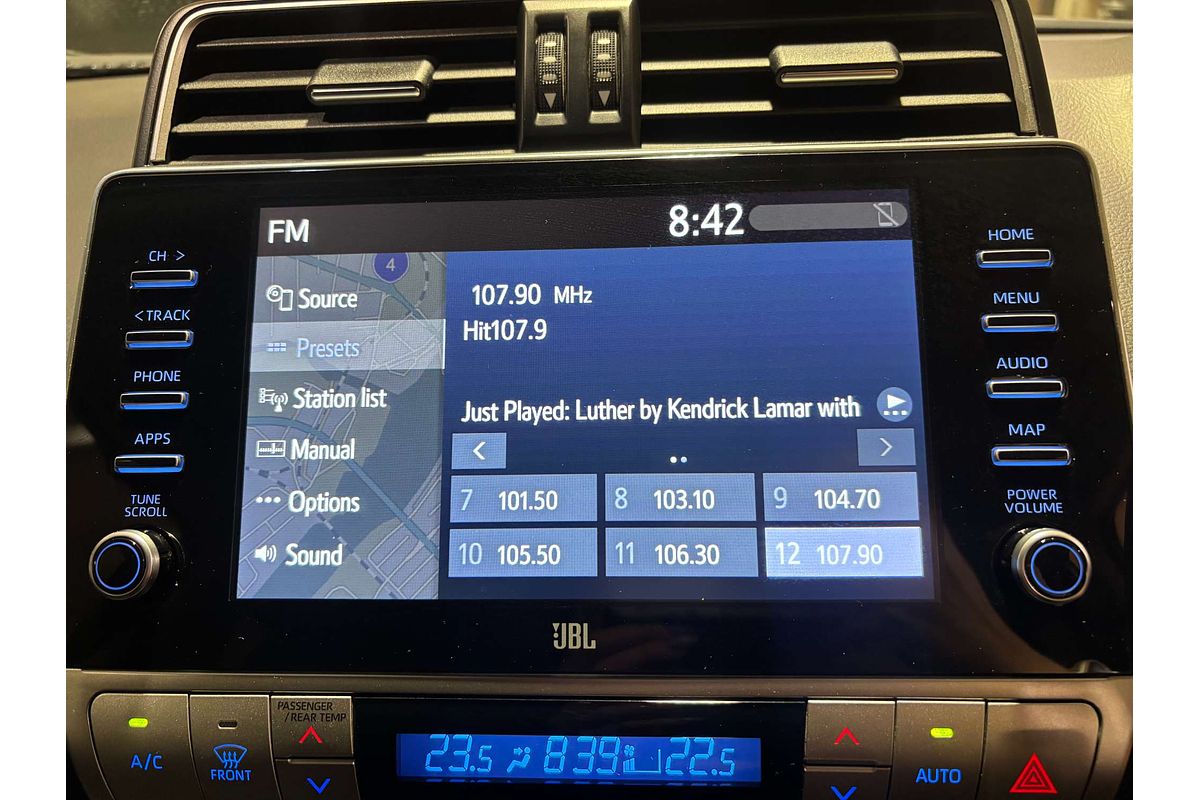 CH >
< TRACK
PHONE
APPS
TUNE
SCROLL
FM
8:42
4
Source
Presets
Station list
Manual
Options
Sound
107.90 MHz
Hit107.9
Just Played: Luther by Kendrick Lamar with
<
>
7 101.50
8 103.10
9 104.70
10 105.50
11 106.30
12 107.90
HOME
MENU
AUDIO
MAP
POWER
VOLUME
JBL
A/C
FRONT
PASSENGER
/REAR TEMP
23.5
8:39
22.5
AUTO